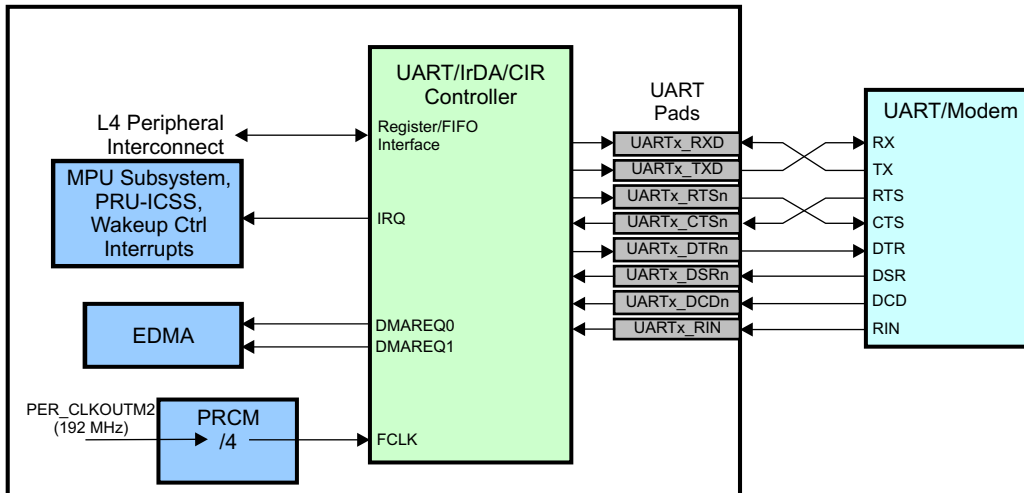 UART/IrDA/CIR
Controller
L4 Peripheral
Interconnect
Register/FIFO
Interface
MPU Subsystem,
PRU-ICSS,
Wakeup Ctrl
Interrupts
IRQ
EDMA
DMAREQ0
DMAREQ1
PER_CLKOUTM2
(192 MHz)
PRCM
/4
FCLK
UART
Pads
UARTx_RXD
UARTx_TXD
UARTx_RTSn
UARTx_CTSn
UARTx_DTRn
UARTx_DSRn
UARTx_DCDn
UARTx_RIN
UART/Modem
RX
TX
RTS
CTS
DTR
DSR
DCD
RIN